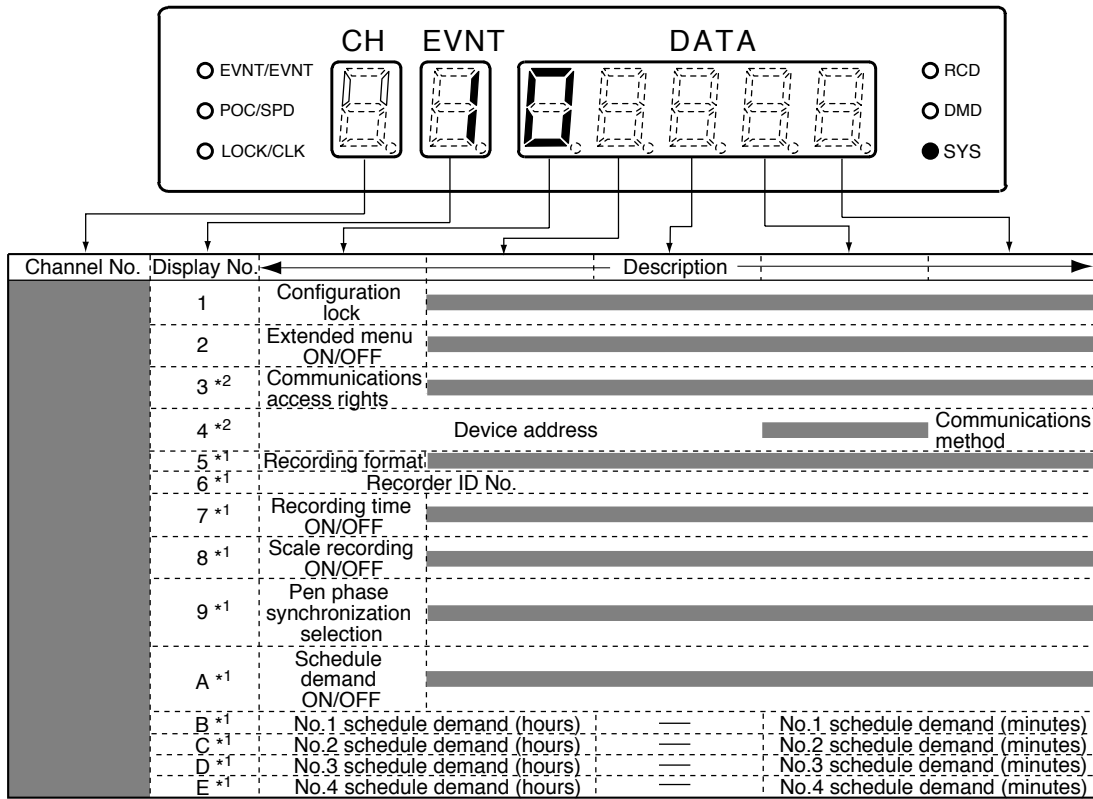 CH EVNT DATA
EVNT/EVNT RCD
POC/SPD DMD
LOCK/CLK SYS
1 0
Channel No. Display No. Description
1 Configuration lock
2 Extended menu ON/OFF
3 *2 Communications access rights
4 *2 Device address Communications method
5 *1 Recording format
6 *1 Recorder ID No.
7 *1 Recording time ON/OFF
8 *1 Scale recording ON/OFF
9 *1 Pen phase synchronization selection
A *1 Schedule demand ON/OFF
B *1 No.1 schedule demand (hours) — No.1 schedule demand (minutes)
C *1 No.2 schedule demand (hours) — No.2 schedule demand (minutes)
D *1 No.3 schedule demand (hours) — No.3 schedule demand (minutes)
E *1 No.4 schedule demand (hours) — No.4 schedule demand (minutes)